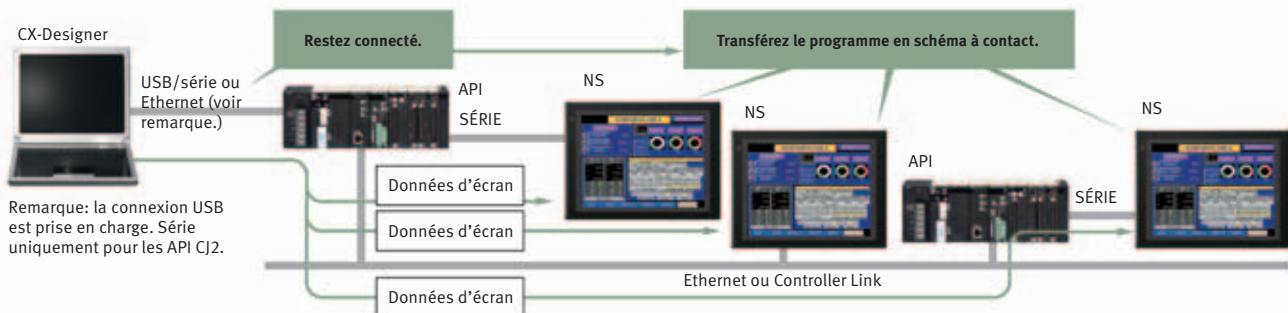 CX-Designer
Restez connecté.
Transférez le programme en schéma à contact.
USB/série ou
Ethernet (voir
remarque.)
API
SÉRIE
NS
NS
NS
API
SÉRIE
Données d'écran
Données d'écran
Données d'écran
Remarque: la connexion USB
est prise en charge. Série
uniquement pour les API CJ2.
Ethernet ou Controller Link